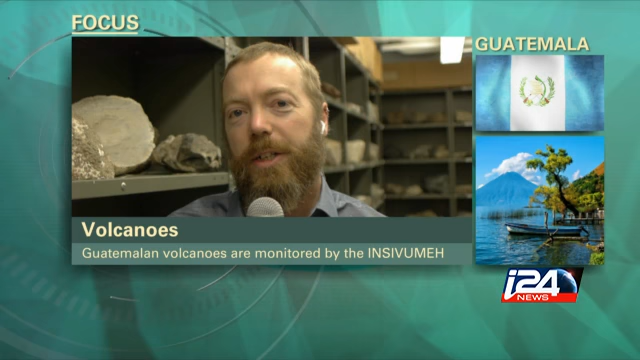 FOCUS
GUATEMALA
Volcanoes
Guatemalan volcanoes are monitored by the INSIVUMEH
i24
NEWS